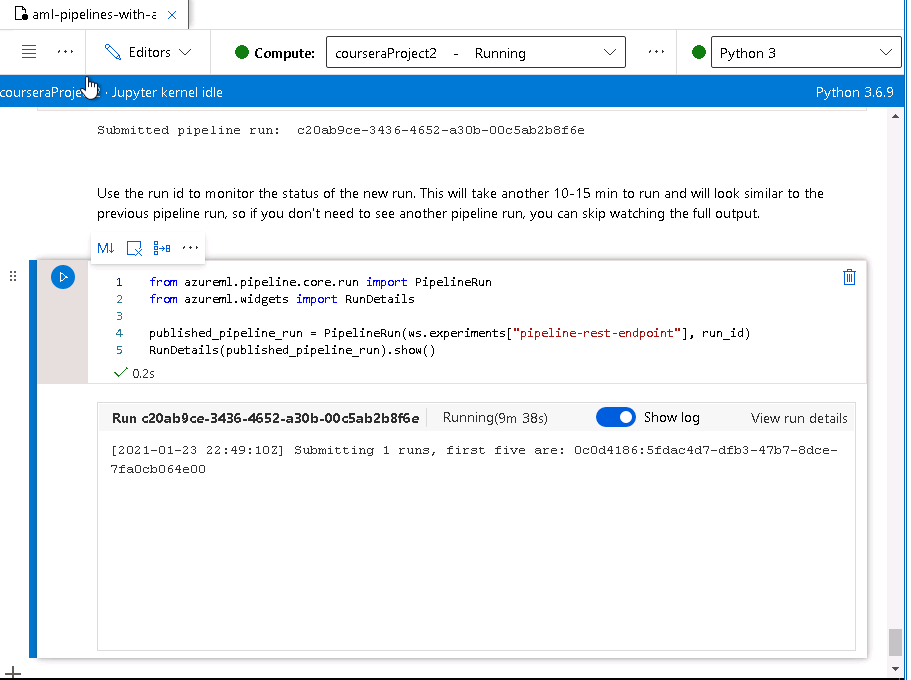 aml-pipelines-with-a
Editors
Compute:
courseraProject2 - Running
Python 3
courseraProje 2 · Jupyter kernel idle
Python 3.6.9
Submitted pipeline run: c20ab9ce-3436-4652-a30b-00c5ab2b8f6e
Use the run id to monitor the status of the new run. This will take another 10-15 min to run and will look similar to the
previous pipeline run, so if you don't need to see another pipeline run, you can skip watching the full output.
M↓
1 from azureml.pipeline.core.run import PipelineRun
2 from azureml.widgets import RunDetails
3
4 published_pipeline_run = PipelineRun(ws.experiments["pipeline-rest-endpoint"], run_id)
5 RunDetails(published_pipeline_run).show()
0.2s
Run c20ab9ce-3436-4652-a30b-00c5ab2b8f6e
Running(9m 38s)
Show log
View run details
[2021-01-23 22:49:10Z] Submitting 1 runs, first five are: 0c0d4186:5fdac4d7-dfb3-47b7-8dce-
7fa0cb064e00